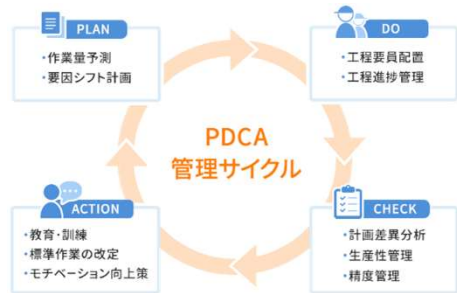 PLAN
・作業量予測
・要因シフト計画
DO
・工程要員配置
・工程進捗管理
PDCA
管理サイクル
ACTION
・教育・訓練
・標準作業の改定
・モチベーション向上策
CHECK
・計画差異分析
・生産性管理
・精度管理